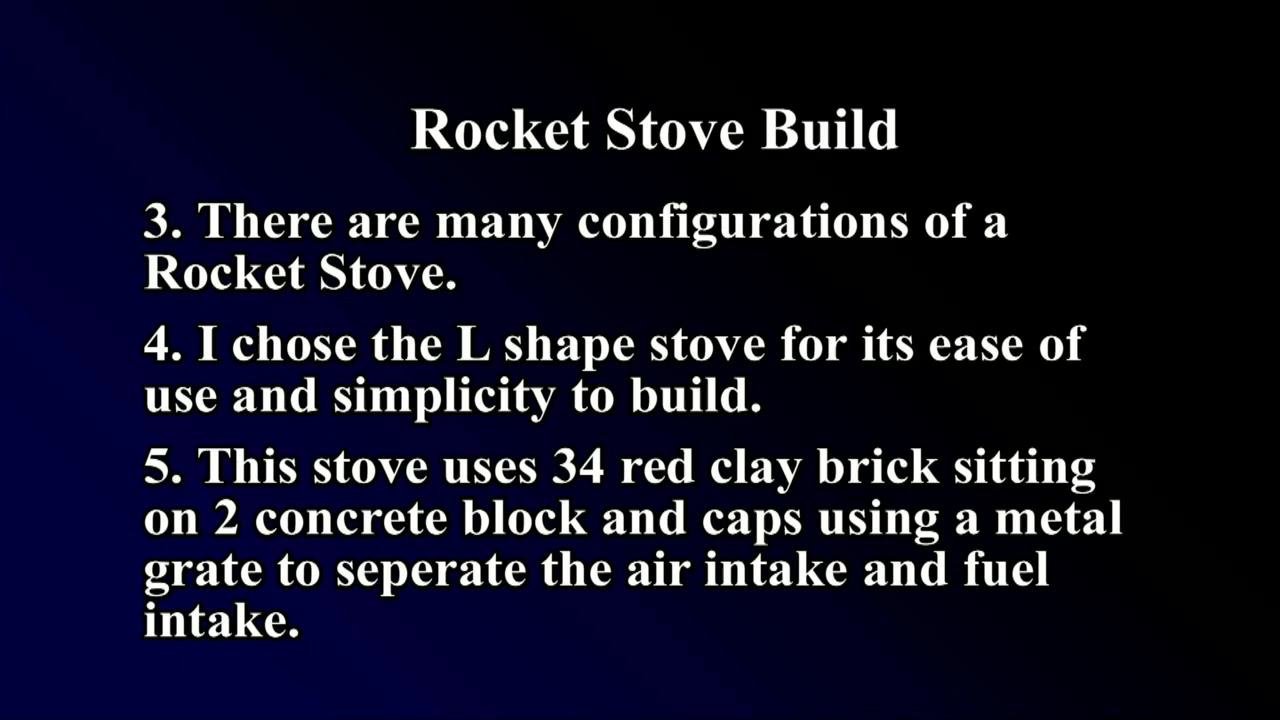 Rocket Stove Build
3. There are many configurations of a
Rocket Stove.
4. I chose the L shape stove for its ease of
use and simplicity to build.
5. This stove uses 34 red clay brick sitting
on 2 concrete block and caps using a metal
grate to seperate the air intake and fuel
intake.